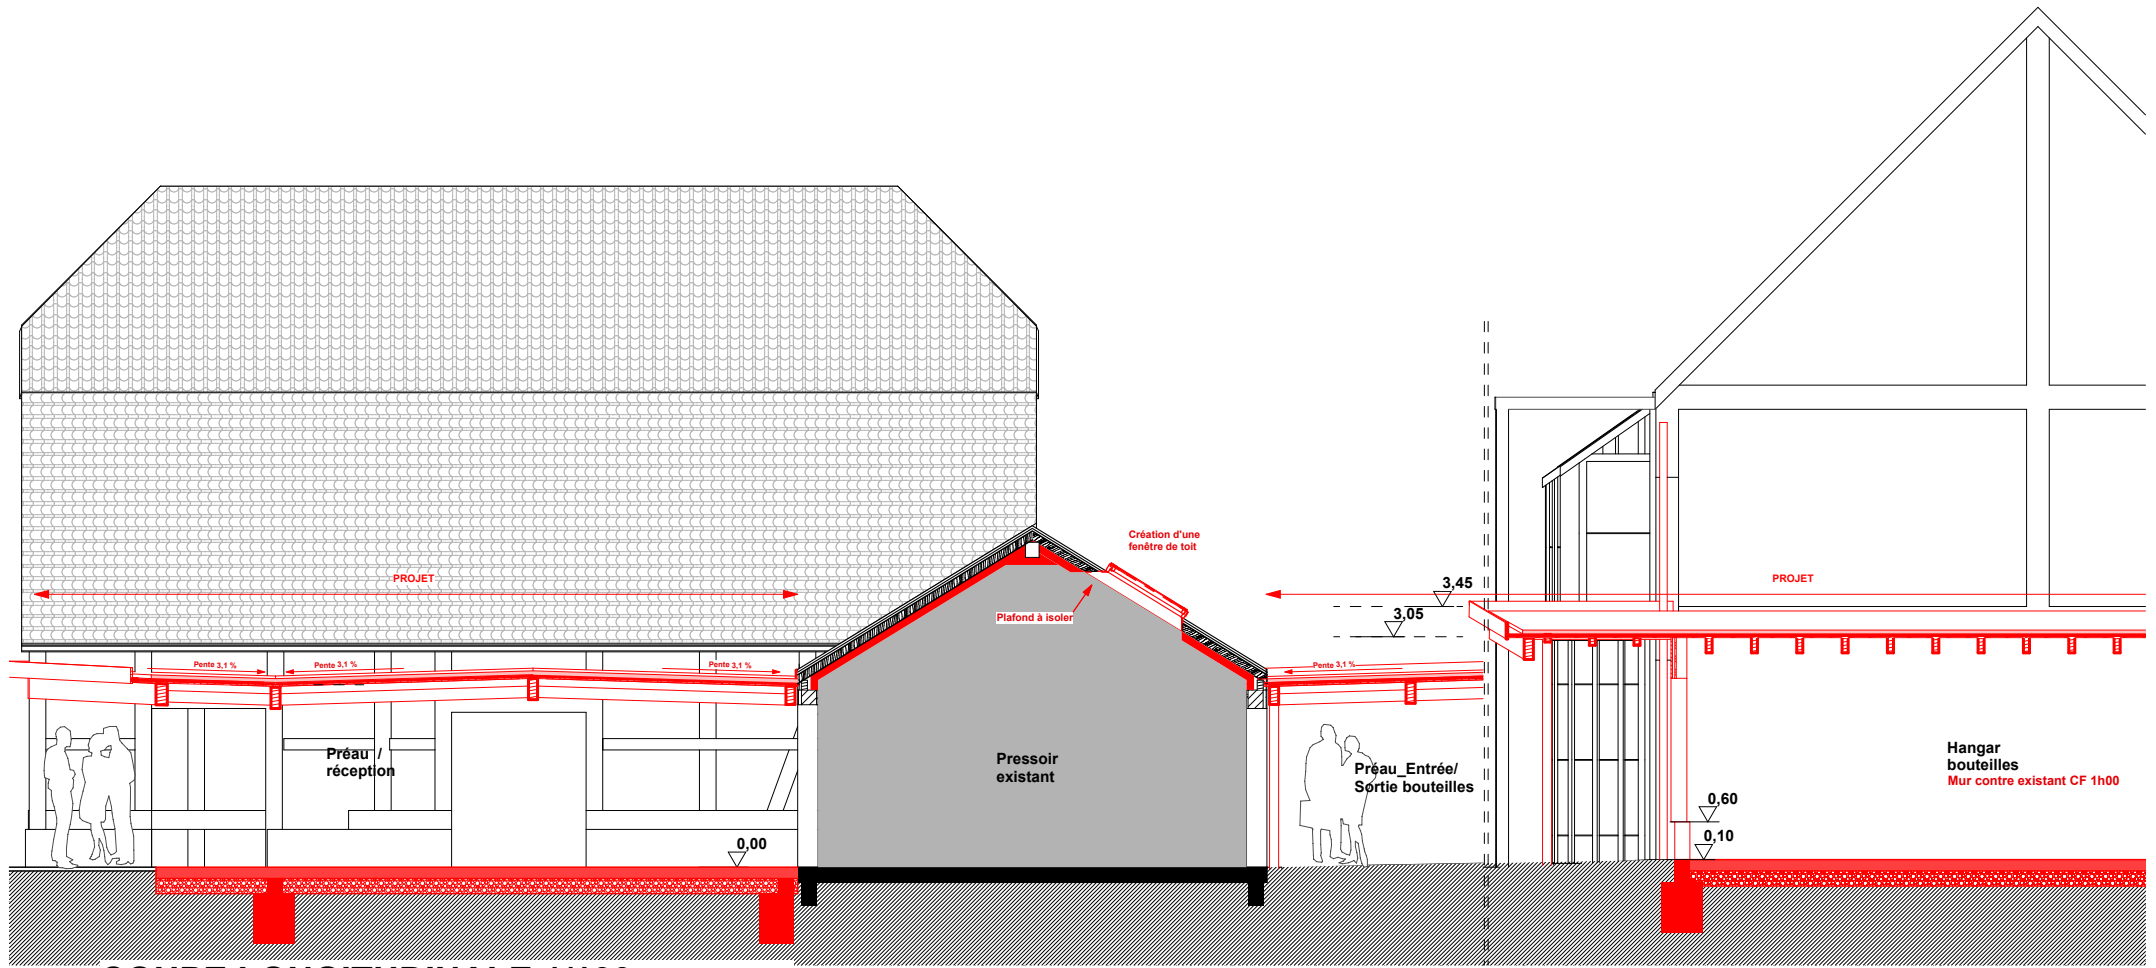 Création d'une
fenêtre de toit
PROJET
3,45
PROJET
3,05
Plafond à isoler
Pente 3,1 %
Pente 3,1 %
Pente 3,1 %
Pente 3,1 %
Préau /
réception
Pressoir
existant
Préau_Entrée/
Sortie bouteilles
Hangar
bouteilles
Mur contre existant CF 1h00
0,60
0,10
0,00